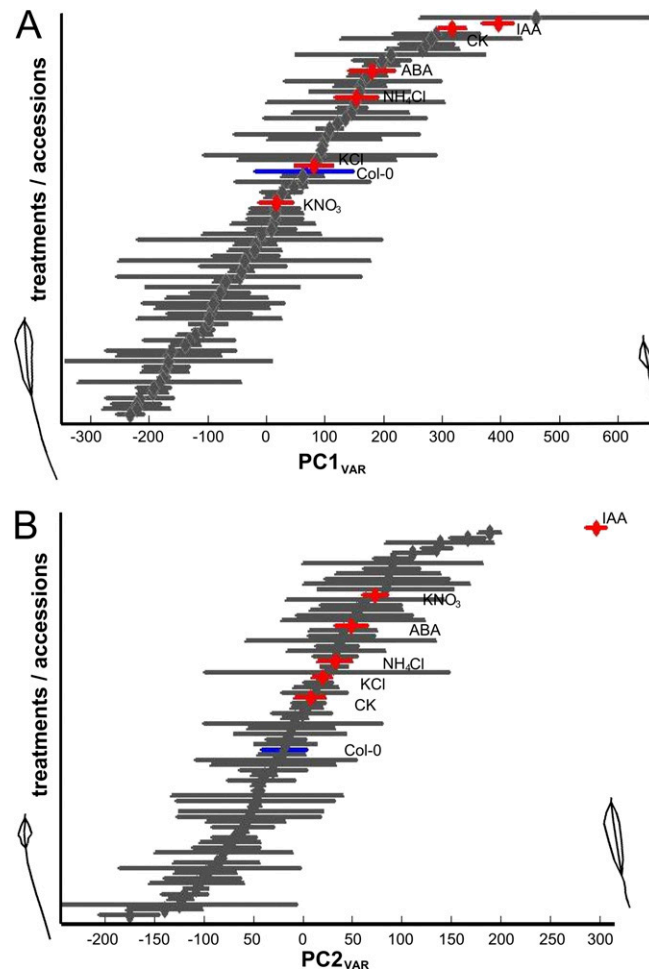 A
IAA
CK
ABA
NH₄Cl
KCl
Col-0
KNO₃
treatments / accessions
-300 -200 -100 0 100 200 300 400 500 600
PC1VAR
B
IAA
KNO₃
ABA
NH₄Cl
KCl
CK
Col-0
treatments / accessions
-200 -150 -100 -50 0 50 100 150 200 250 300
PC2VAR